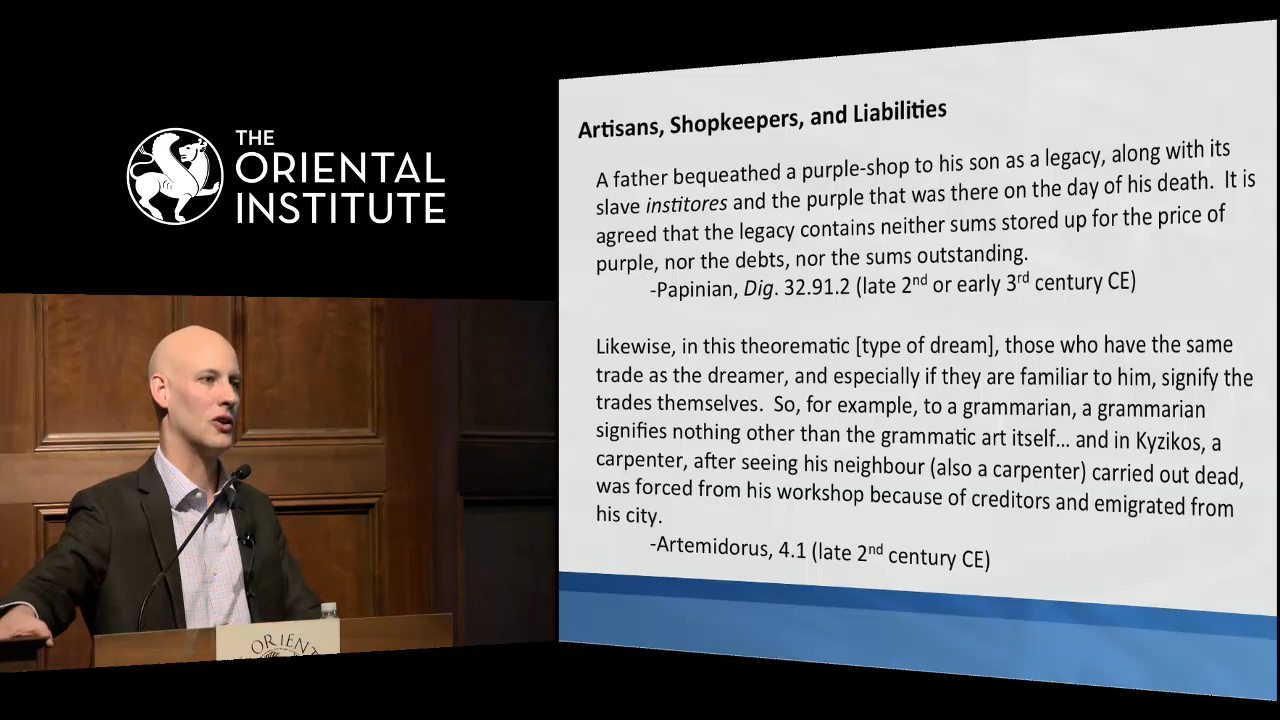 THE
ORIENTAL
INSTITUTE
Artisans, Shopkeepers, and Liabilities
A father bequeathed a purple-shop to his son as a legacy, along with its
slave institores and the purple that was there on the day of his death. It is
agreed that the legacy contains neither sums stored up for the price of
purple, nor the debts, nor the sums outstanding.
-Papinian, Dig. 32.91.2 (late 2nd or early 3rd century CE)
Likewise, in this theorematic [type of dream], those who have the same
trade as the dreamer, and especially if they are familiar to him, signify the
trades themselves. So, for example, to a grammarian, a grammarian
signifies nothing other than the grammatic art itself... and in Kyzikos, a
carpenter, after seeing his neighbour (also a carpenter) carried out dead,
was forced from his workshop because of creditors and emigrated from
his city.
-Artemidorus, 4.1 (late 2nd century CE)
ORIENT